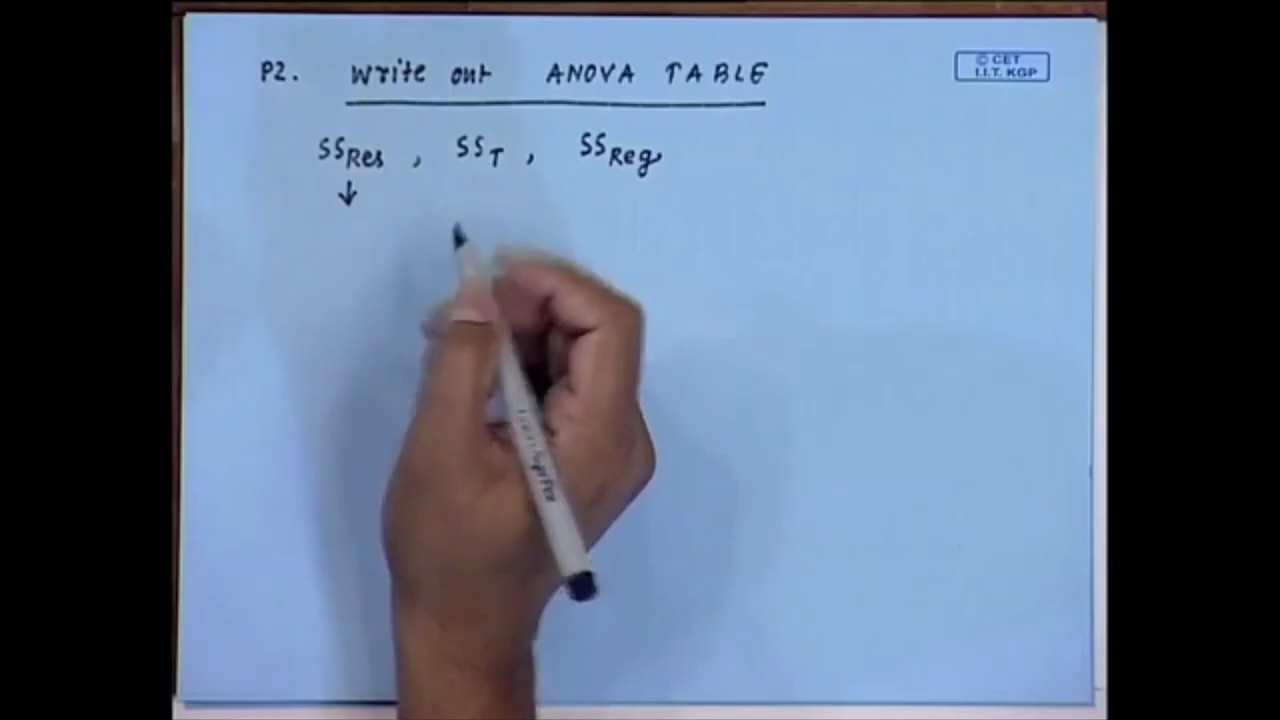 P2. Write out ANOVA TABLE
© CET
I.I.T. KGP
SSRes , SST , SSReg
↓